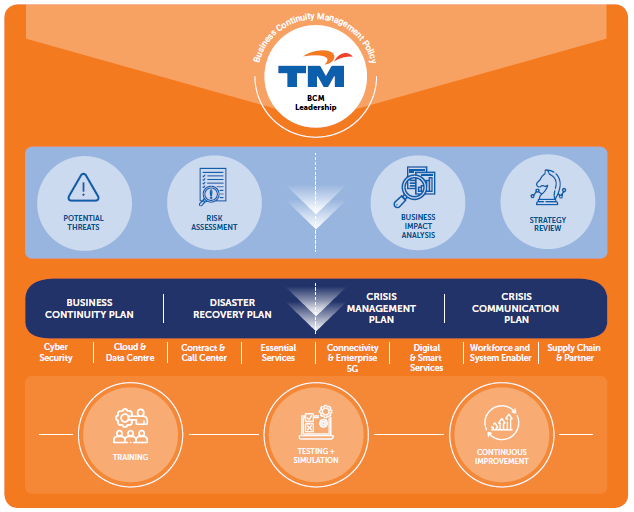 Business Continuity Management Policy
TM
BCM
Leadership
POTENTIAL
THREATS
RISK
ASSESSMENT
BUSINESS
IMPACT
ANALYSIS
STRATEGY
REVIEW
BUSINESS
CONTINUITY PLAN
DISASTER
RECOVERY PLAN
CRISIS
MANAGEMENT
PLAN
CRISIS
COMMUNICATION
PLAN
Cyber
Security
Cloud &
Data Centre
Contract &
Call Center
Essential
Services
Connectivity
& Enterprise
5G
Digital
& Smart
Services
Workforce and
System Enabler
Supply Chain
& Partner
TRAINING
TESTING +
SIMULATION
CONTINUOUS
IMPROVEMENT